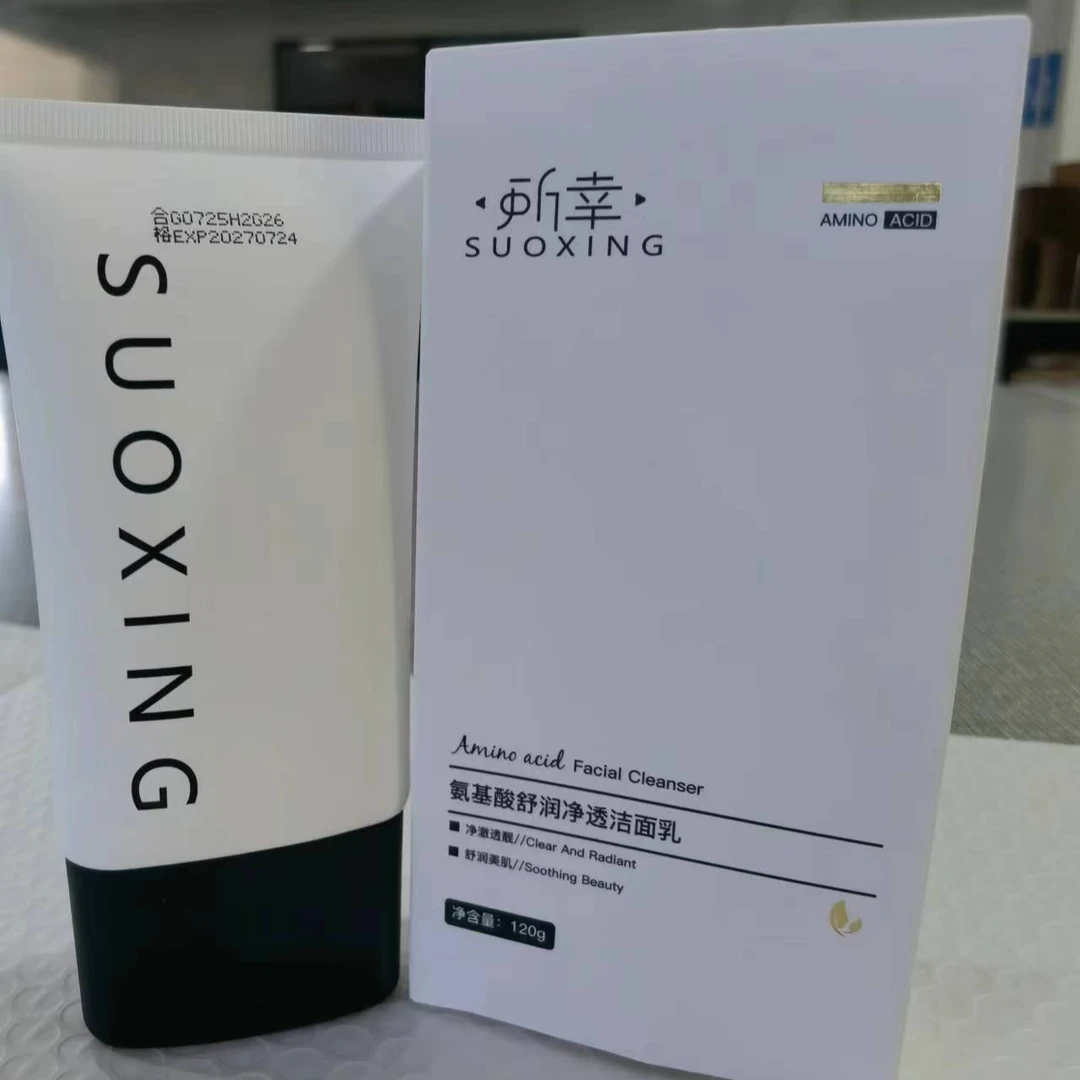 合G0725H2G26
格EXP20270724
SUOXING
所幸
SUOXING
AMINO ACID
Amino acid Facial Cleanser
氨基酸舒润净透洁面乳
净澈透靓//Clear And Radiant
舒润美肌//Soothing Beauty
净含量：120g